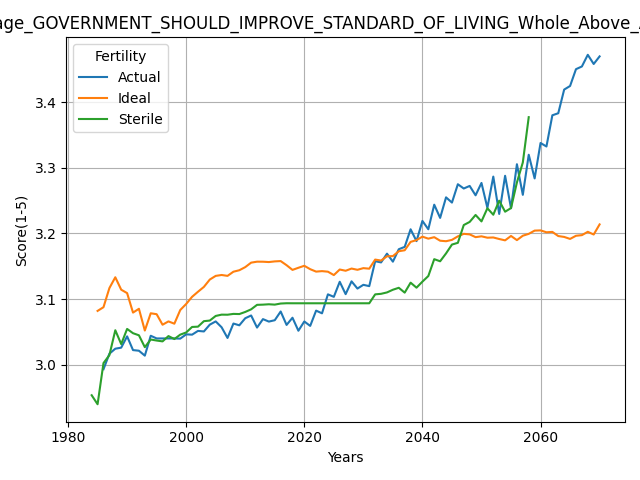 age_GOVERNMENT_SHOULD_IMPROVE_STANDARD_OF_LIVING_Whole_Above_
Fertility
Actual
Ideal
Sterile
Score(1-5)
3.4
3.3
3.2
3.1
3.0
1980 2000 2020 2040 2060
Years